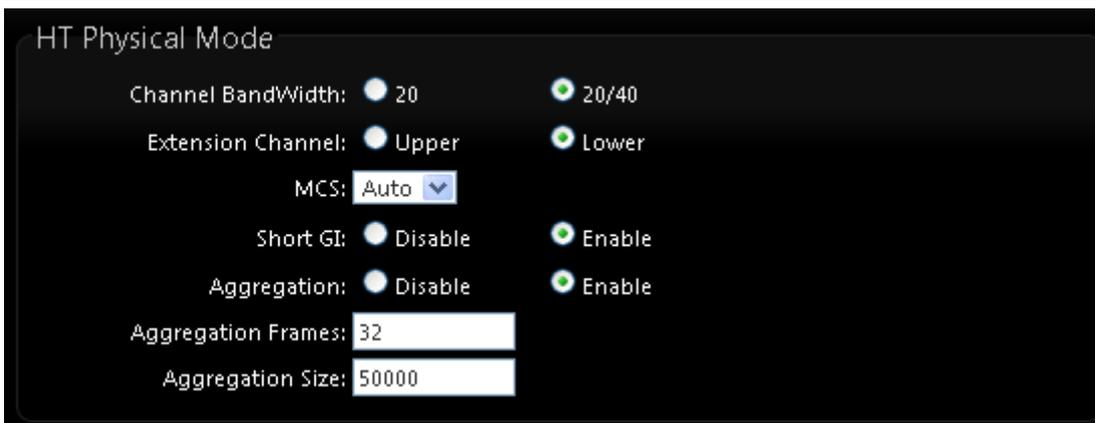 HT Physical Mode
Channel BandWidth: 20 20/40
Extension Channel: Upper Lower
MCS: Auto
Short GI: Disable Enable
Aggregation: Disable Enable
Aggregation Frames: 32
Aggregation Size: 50000